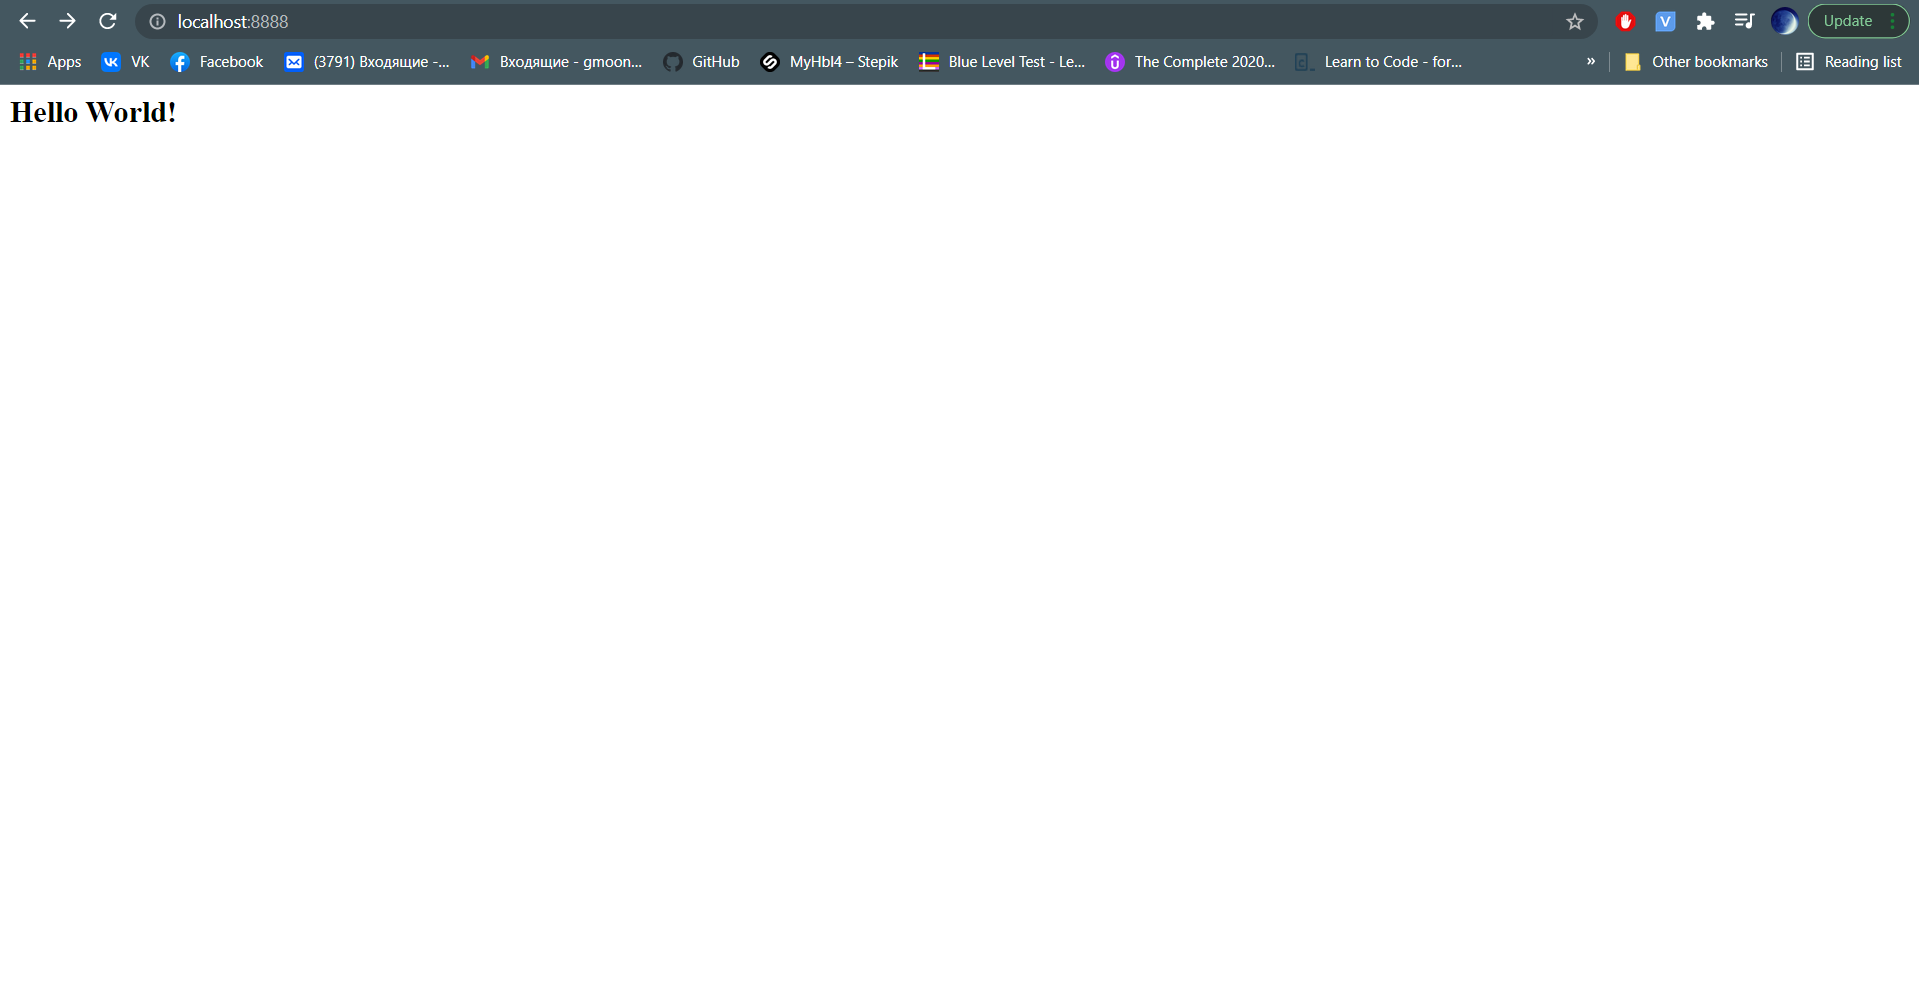 localhost:8888
Update
Apps VK Facebook (3791) Входящие -... Входящие - gmoon... GitHub MyHbl4 – Stepik Blue Level Test - Le... The Complete 2020... Learn to Code - for... » Other bookmarks Reading list
Hello World!